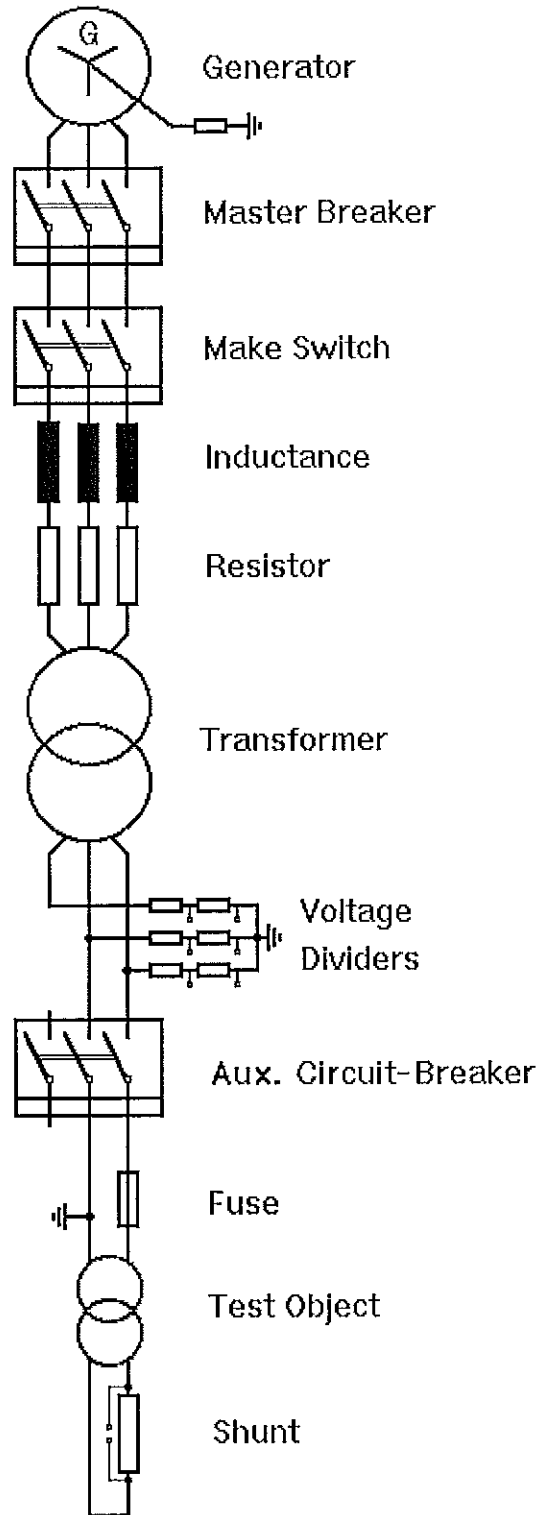 G
Generator
Master Breaker
Make Switch
Inductance
Resistor
Transformer
Voltage
Dividers
Aux. Circuit-Breaker
Fuse
Test Object
Shunt